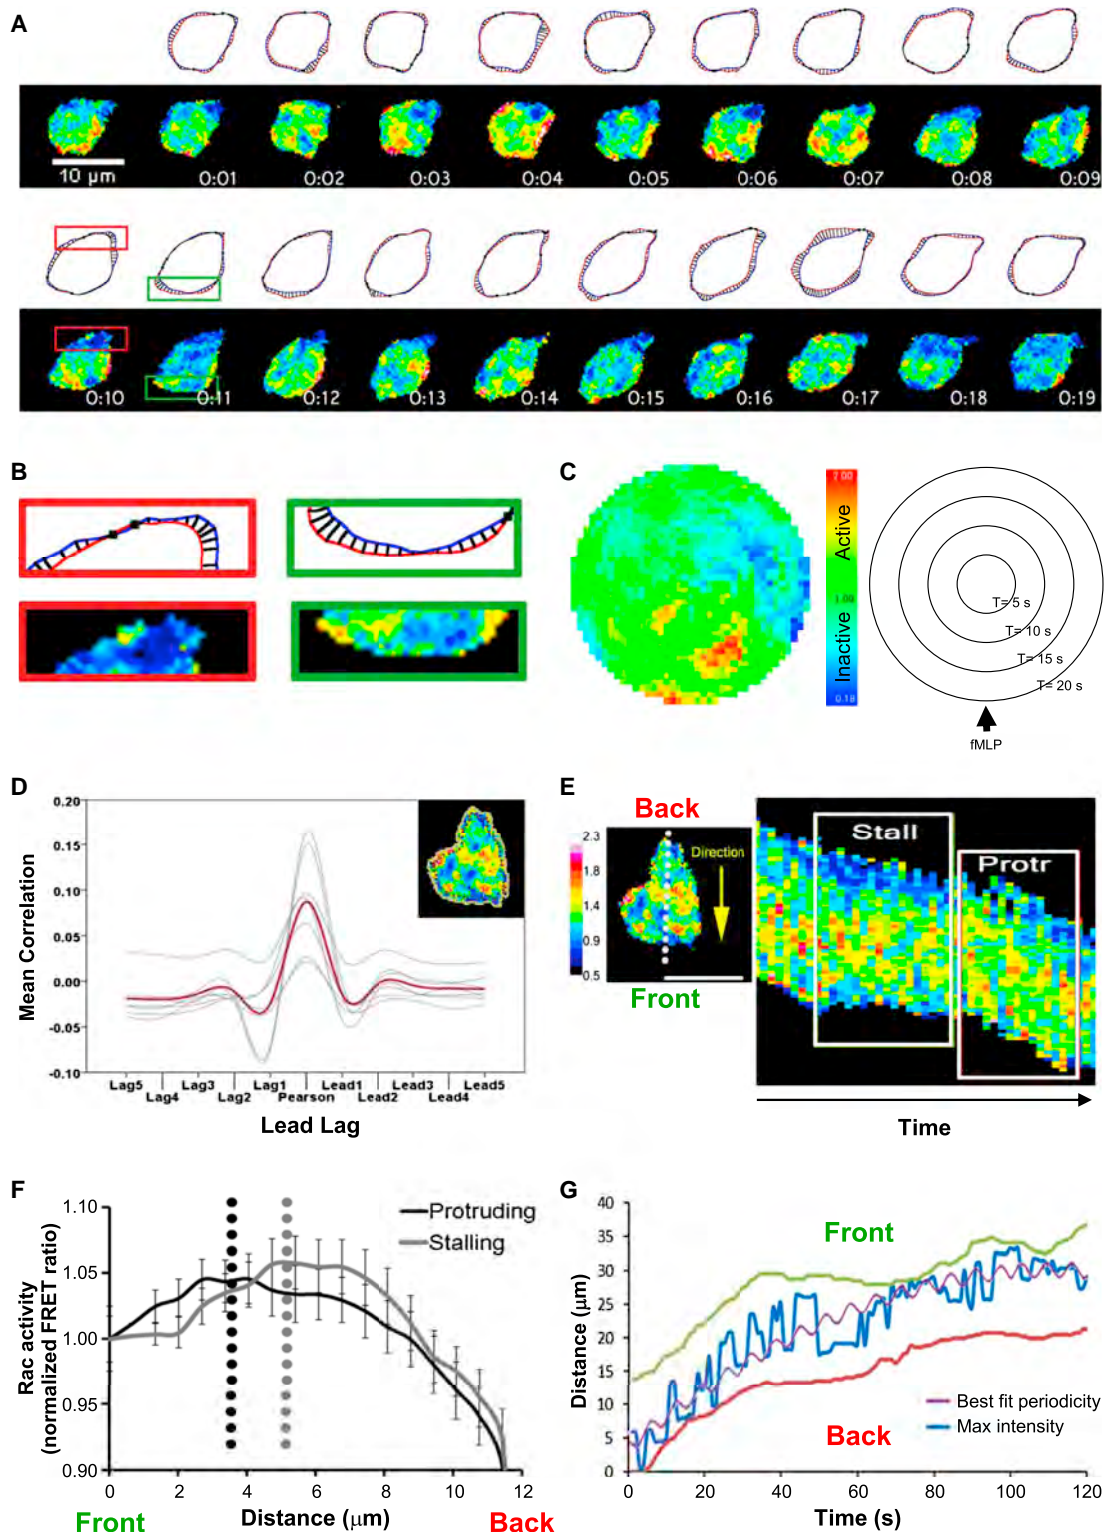 A
10 μm
0:01
0:02
0:03
0:04
0:05
0:06
0:07
0:08
0:09
0:10
0:11
0:12
0:13
0:14
0:15
0:16
0:17
0:18
0:19
B
C
2.00
Active
1.00
Inactive
0.18
T= 5 s
T= 10 s
T= 15 s
T= 20 s
fMLP
D
0.20
0.15
0.10
0.05
0.00
-0.05
-0.10
Mean Correlation
Lag5
Lag4
Lag3
Lag2
Lag1
Pearson
Lead1
Lead2
Lead3
Lead4
Lead5
Lead Lag
E
Back
2.3
1.8
1.4
0.9
0.5
Direction
Front
Stall
Protr
Time
F
1.10
1.05
1.00
0.95
0.90
Rac activity
(normalized FRET ratio)
Protruding
Stalling
0 2 4 6 8 10 12
Front
Distance (μm)
Back
G
40
35
30
25
20
15
10
5
0
Distance (μm)
Front
Back
Best fit periodicity
Max intensity
0 20 40 60 80 100 120
Time (s)